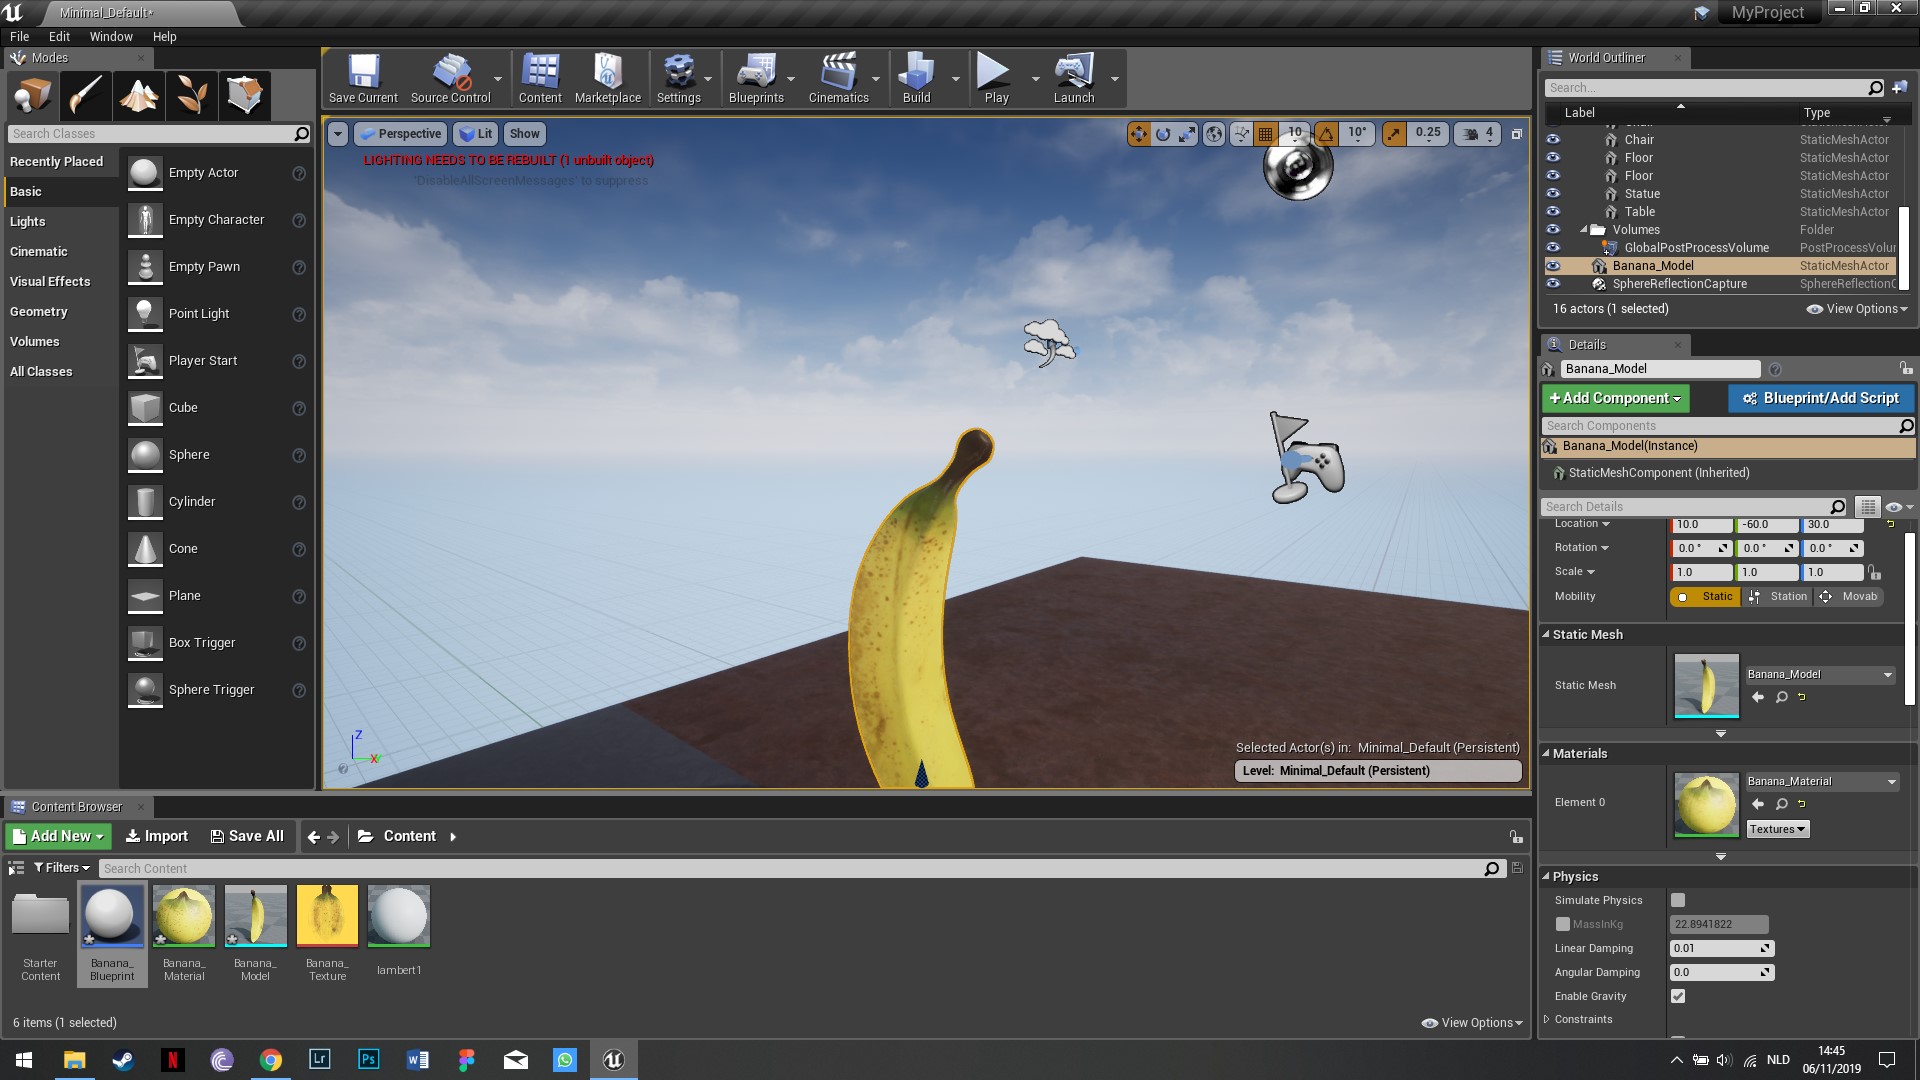 Minimal_Default*
MyProject
File Edit Window Help
Modes
Search Classes
Recently Placed
Basic
Lights
Cinematic
Visual Effects
Geometry
Volumes
All Classes
Empty Actor
Empty Character
Empty Pawn
Point Light
Player Start
Cube
Sphere
Cylinder
Cone
Plane
Box Trigger
Sphere Trigger
Save Current Source Control Content Marketplace Settings Blueprints Cinematics Build Play Launch
Perspective Lit Show
10 10° 0.25 4
LIGHTING NEEDS TO BE REBUILT (1 unbuilt object)
'DisableAllScreenMessages' to suppress
Z
X
Selected Actor(s) in: Minimal_Default (Persistent)
Level: Minimal_Default (Persistent)
World Outliner
Search...
Label Type
Chair StaticMeshActor
Floor StaticMeshActor
Floor StaticMeshActor
Statue StaticMeshActor
Table StaticMeshActor
Volumes Folder
GlobalPostProcessVolume PostProcessVolu
Banana_Model StaticMeshActor
SphereReflectionCapture SphereReflectionC
16 actors (1 selected) View Options
Details
Banana_Model
+Add Component Blueprint/Add Script
Search Components
Banana_Model(Instance)
StaticMeshComponent (Inherited)
Search Details
Location 10.0 -60.0 30.0
Rotation 0.0 ° 0.0 ° 0.0 °
Scale 1.0 1.0 1.0
Mobility Static Station Movab
Static Mesh
Static Mesh Banana_Model
Materials
Element 0 Banana_Material
Textures
Physics
Simulate Physics
MassInKg 22.8941822
Linear Damping 0.01
Angular Damping 0.0
Enable Gravity
Constraints
Content Browser
Add New Import Save All Content
Filters Search Content
Starter
Content
Banana_
Blueprint
Banana_
Material
Banana_
Model
Banana_
Texture
lambert1
6 items (1 selected) View Options
N Lr Ps W
NLD
14:45
06/11/2019